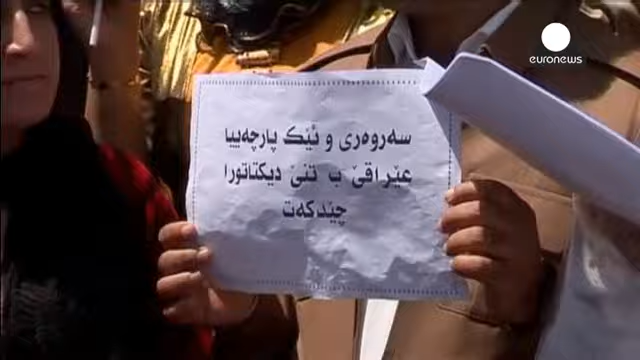 euronews
سەروەری و ئێک پارچەییا
عێراقێ ب تنێ دیکتاتورا
چێدکەت